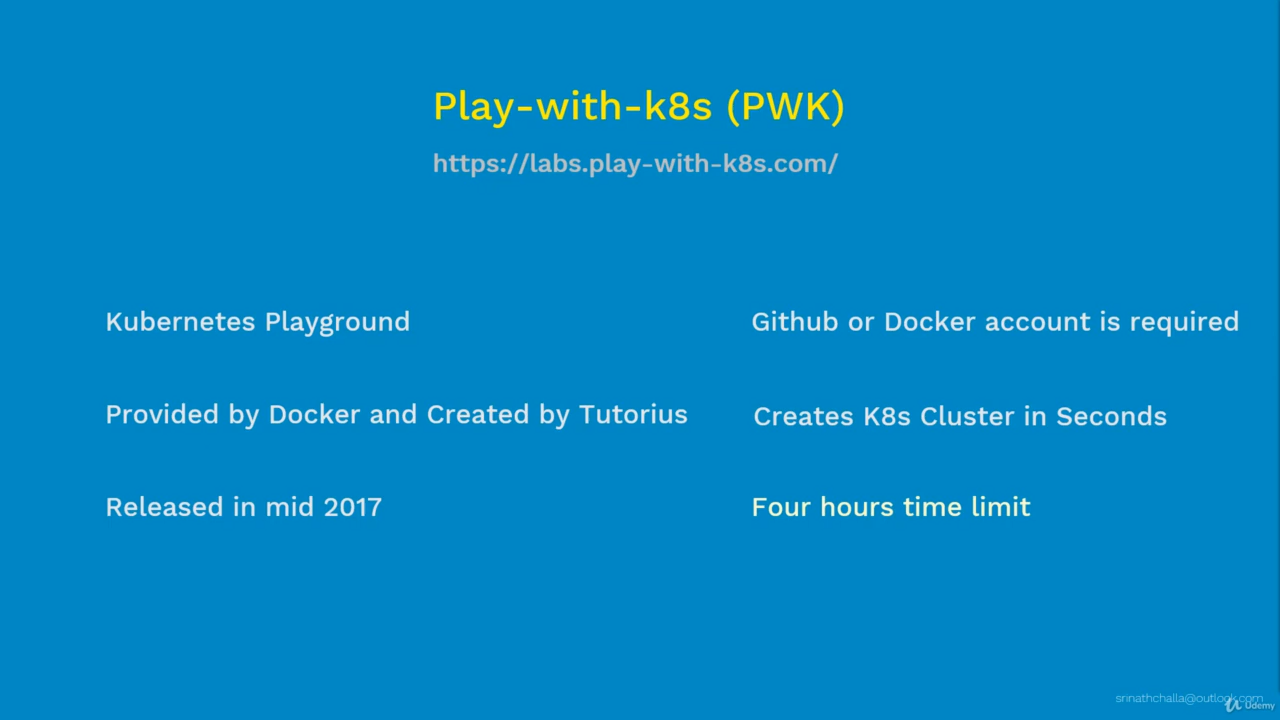 Play-with-k8s (PWK)
https://labs.play-with-k8s.com/
Kubernetes Playground
Provided by Docker and Created by Tutorius
Released in mid 2017
Github or Docker account is required
Creates K8s Cluster in Seconds
Four hours time limit
srinathchalla@outlook.com
Udemy